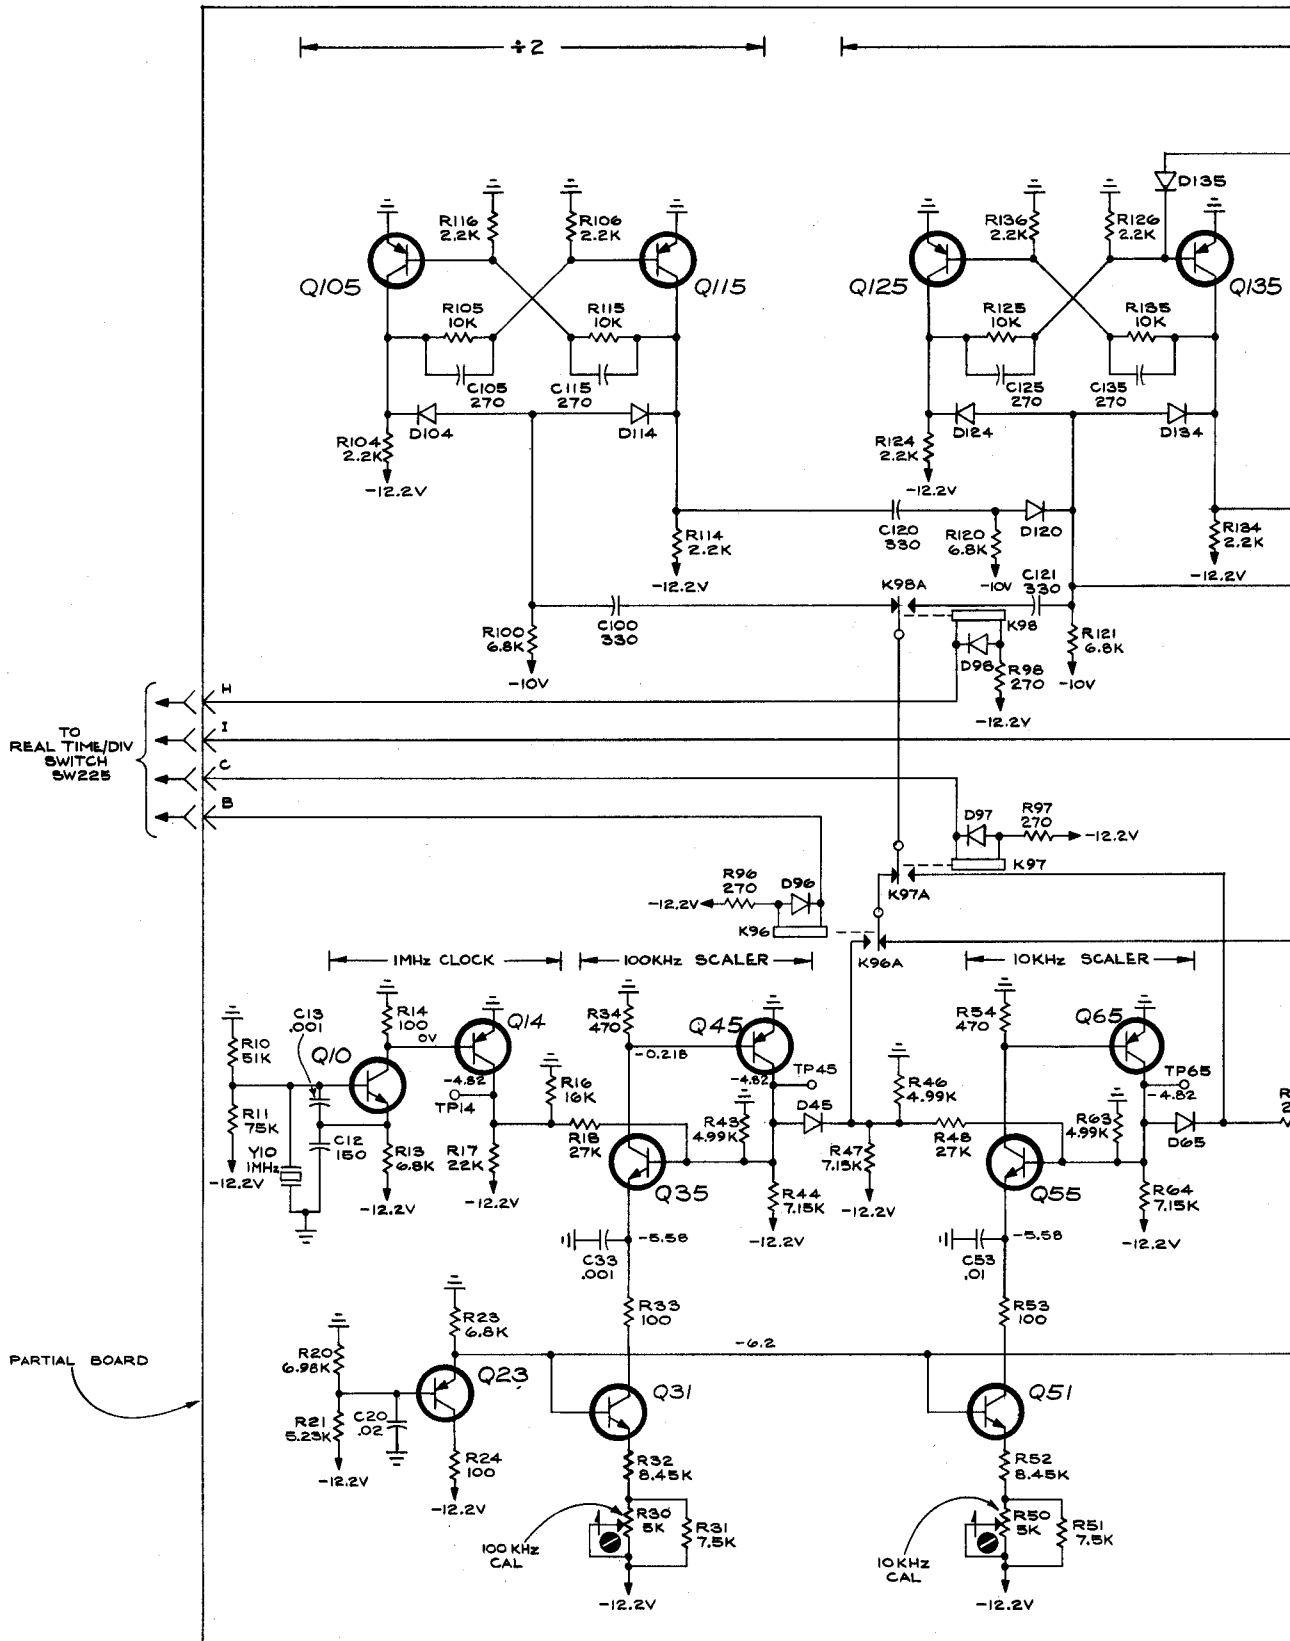 ÷2
D135
R116
2.2K
R106
2.2K
R136
2.2K
R126
2.2K
Q105
Q115
Q125
Q135
R105
10K
R115
10K
R125
10K
R135
10K
C105
270
C115
270
C125
270
C135
270
D104
D114
D124
D134
R104
2.2K
-12.2V
R124
2.2K
-12.2V
R114
2.2K
-12.2V
C120
330
R120
6.8K
-10V
D120
R134
2.2K
-12.2V
K98A
C121
330
K98
C100
330
R100
6.8K
-10V
D98
R98
270
-12.2V
R121
6.8K
-10V
H
I
C
B
TO
REAL TIME/DIV
SWITCH
SW225
D97
R97
270
-12.2V
K97
K97A
R96
270
D96
-12.2V
K96
K96A
1MHz CLOCK
100KHz SCALER
10KHz SCALER
C13
.001
R14
100
0V
Q14
R34
470
Q45
R54
470
Q65
R10
51K
Q10
-0.218
-4.82
TP14
R16
16K
-4.82
TP45
R46
4.99K
TP65
-4.82
R11
75K
Y10
1MHz
C12
150
R13
6.8K
R17
22K
R18
27K
R43
4.99K
D45
R47
7.15K
R48
27K
R63
4.99K
D65
-12.2V
-12.2V
-12.2V
Q35
R44
7.15K
-12.2V
-12.2V
Q55
R64
7.15K
-12.2V
C33
.001
-5.58
C53
.01
-5.58
R33
100
R53
100
R23
6.8K
-6.2
PARTIAL BOARD
R20
6.98K
Q23
Q31
Q51
R21
5.23K
C20
.02
-12.2V
R24
100
-12.2V
R32
8.45K
R52
8.45K
R30
5K
R31
7.5K
R50
5K
R51
7.5K
100 KHz
CAL
10 KHz
CAL
-12.2V
-12.2V